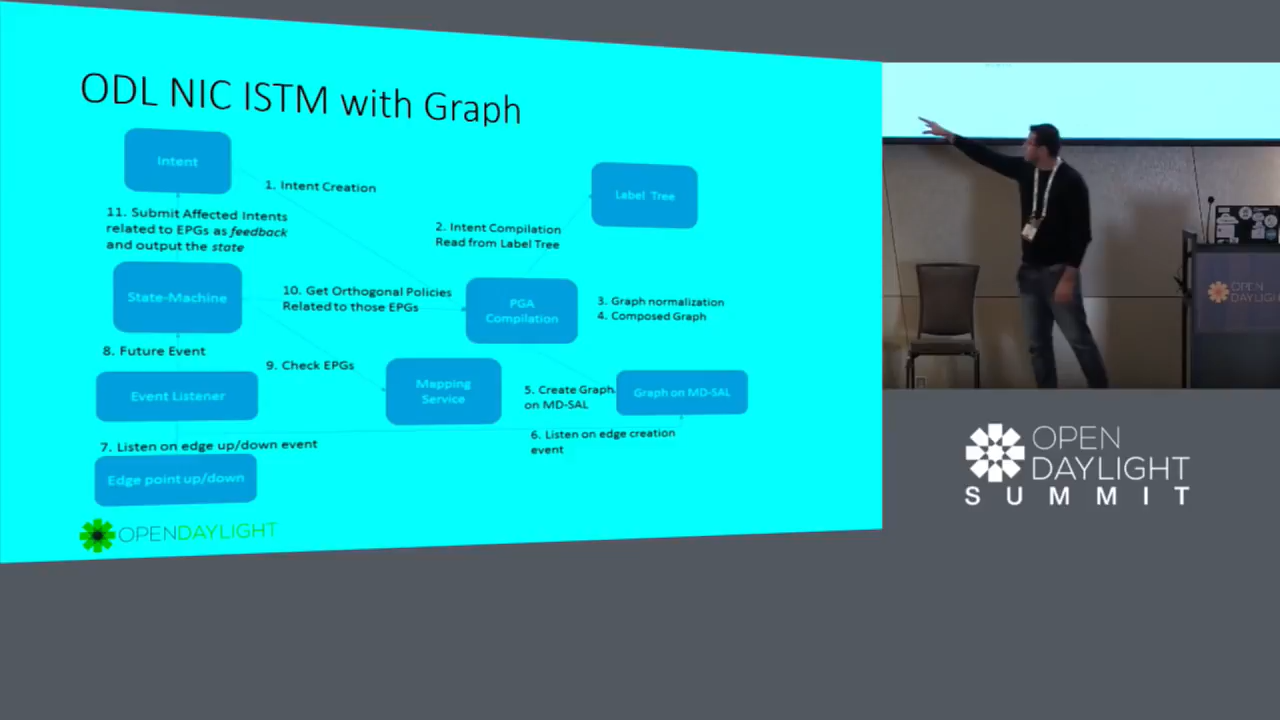 ODL NIC ISTM with Graph
Intent
1. Intent Creation
Label Tree
11. Submit Affected Intents
related to EPGs as feedback
and output the state
2. Intent Compilation
Read from Label Tree
State-Machine
10. Get Orthogonal Policies
Related to those EPGs
PGA
Compilation
3. Graph normalization
4. Composed Graph
8. Future Event
9. Check EPGs
Mapping
Service
5. Create Graph
on MD-SAL
Graph on MD-SAL
Event Listener
6. Listen on edge creation
event
7. Listen on edge up/down event
Edge point up/down
OPENDAYLIGHT
OPEN
DAYLIGHT
SUMMIT
OPEN
DAYLIG